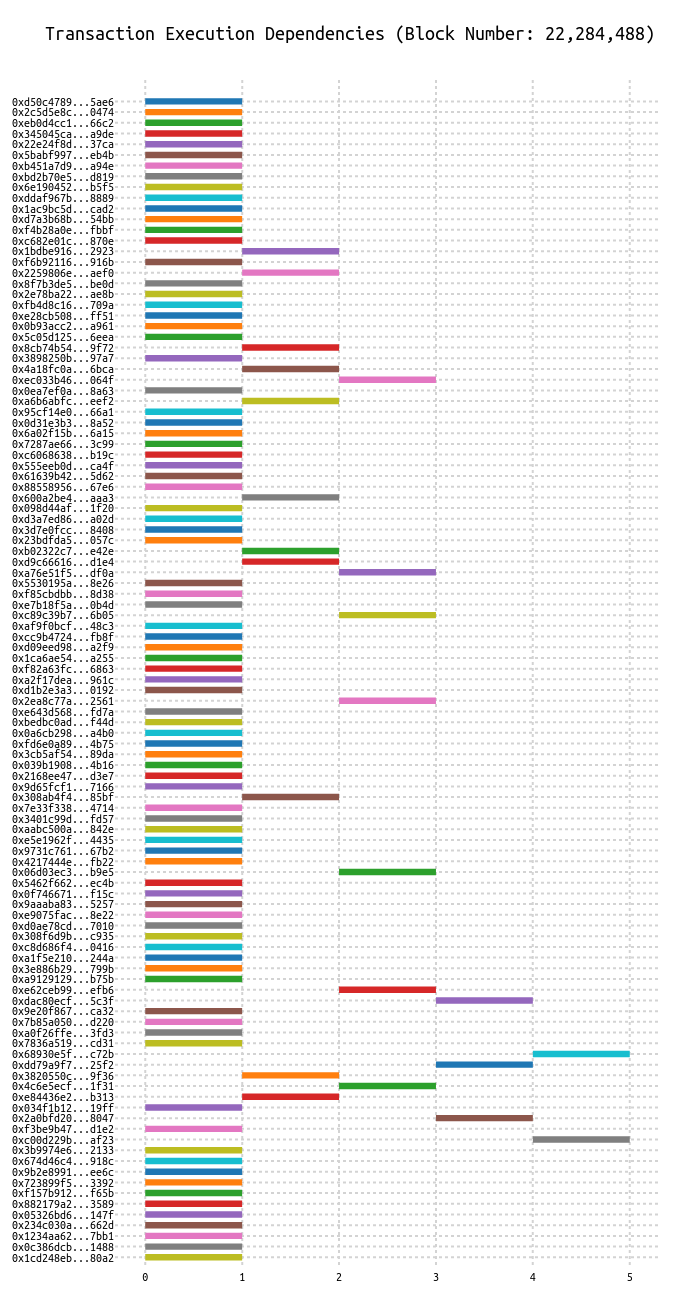 Transaction Execution Dependencies (Block Number: 22,284,488)
0xd50c4789...5ae6
0x2c5d5e8c...0474
0xeb0d4cc1...66c2
0x345045ca...a9de
0x22e24f8d...37ca
0x5babf997...eb4b
0xb451a7d9...a94e
0xbd2b70e5...d819
0x6e190452...b5f5
0xddaf967b...8889
0x1ac9bc5d...cad2
0xd7a3b68b...54bb
0xf4b28a0e...fbbf
0xc682e01c...870e
0x1bdbe916...2923
0xf6b92116...916b
0x2259806e...aef0
0x8f7b3de5...be0d
0x2e78ba22...ae8b
0xfb4d8c16...709a
0xe28cb508...ff51
0x0b93acc2...a961
0x5c05d125...6eea
0x8cb74b54...9f72
0x3898250b...97a7
0x4a18fc0a...6bca
0xec033b46...064f
0x0ea7ef0a...8a63
0xa6b6abfc...eef2
0x95cf14e0...66a1
0x0d31e3b3...8a52
0x6a02f15b...6a15
0x7287ae66...3c99
0xc6068638...b19c
0x555eeb0d...ca4f
0x61639b42...5d62
0x88558956...67e6
0x600a2be4...aaa3
0x098d44af...1f20
0xd3a7ed86...a02d
0x3d7e0fcc...8408
0x23bdfda5...057c
0xb02322c7...e42e
0xd9c66616...d1e4
0xa76e51f5...df0a
0x5530195a...8e26
0xf85cbdbb...8d38
0xe7b18f5a...0b4d
0xc89c39b7...6b05
0xaf9f0bcf...48c3
0xcc9b4724...fb8f
0xd09eed98...a2f9
0x1ca6ae54...a255
0xf82a63fc...6863
0xa2f17dea...961c
0xd1b2e3a3...0192
0x2ea8c77a...2561
0xe643d568...fd7a
0xbedbc0ad...f44d
0x0a6cb298...a4b0
0xfd6e0a89...4b75
0x3cb5af54...89da
0x039b1908...4b16
0x2168ee47...d3e7
0x9d65fcf1...7166
0x308ab4f4...85bf
0x7e33f338...4714
0x3401c99d...fd57
0xaabc500a...842e
0xe5e1962f...4435
0x9731c761...67b2
0x4217444e...fb22
0x06d03ec3...b9e5
0x5462f662...ec4b
0x0f746671...f15c
0x9aaaba83...5257
0xe9075fac...8e22
0xd0ae78cd...7010
0x308f6d9b...c935
0xc8d686f4...0416
0xa1f5e210...244a
0x3e886b29...799b
0xa9129129...b75b
0xe62ceb99...efb6
0xdac80ecf...5c3f
0x9e20f867...ca32
0x7b85a050...d220
0xa0f26ffe...3fd3
0x7836a519...cd31
0x68930e5f...c72b
0xdd79a9f7...25f2
0x3820550c...9f36
0x4c6e5ecf...1f31
0xe84436e2...b313
0x034f1b12...19ff
0x2a0bfd20...8047
0xf3be9b47...d1e2
0xc00d229b...af23
0x3b9974e6...2133
0x674d46c4...918c
0x9b2e8991...ee6c
0x723899f5...3392
0xf157b912...f65b
0x882179a2...3589
0x05326bd6...147f
0x234c030a...662d
0x1234aa62...7bb1
0x0c386dcb...1488
0x1cd248eb...80a2
0 1 2 3 4 5